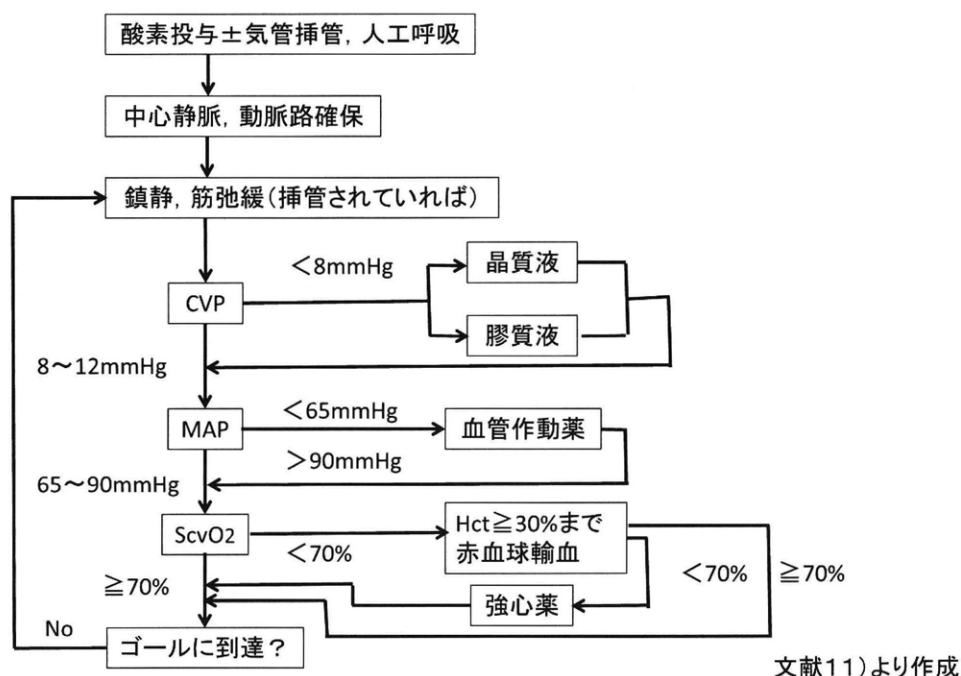 酸素投与±気管挿管, 人工呼吸
中心静脈, 動脈路確保
鎮静, 筋弛緩(挿管されていれば)
<8mmHg
晶質液
CVP
膠質液
8~12mmHg
<65mmHg
MAP
血管作動薬
>90mmHg
65~90mmHg
ScvO2
<70%
Hct≧30%まで
赤血球輸血
<70%
≧70%
≧70%
強心薬
No
ゴールに到達?
文献11)より作成